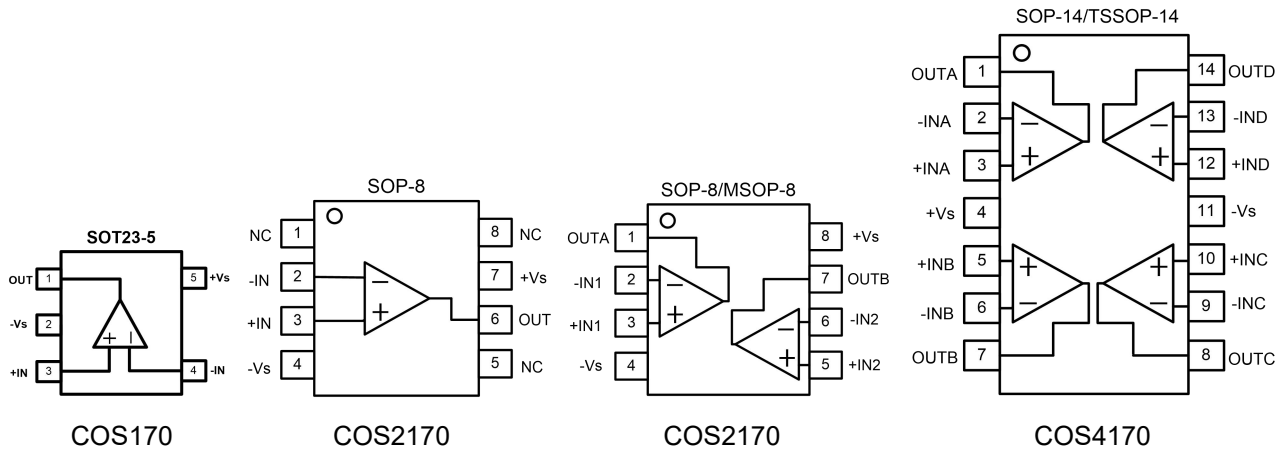 SOT23-5
OUT 1 5 +Vs
-Vs 2
+IN 3 4 -IN
+ −
COS170
SOP-8
NC 1 8 NC
-IN 2 7 +Vs
+IN 3 6 OUT
-Vs 4 5 NC
−
+
COS2170
SOP-8/MSOP-8
OUTA 1 8 +Vs
-IN1 2 7 OUTB
+IN1 3 6 -IN2
-Vs 4 5 +IN2
−
+
−
+
COS2170
SOP-14/TSSOP-14
OUTA 1 14 OUTD
-INA 2 13 -IND
+INA 3 12 +IND
+Vs 4 11 -Vs
+INB 5 10 +INC
-INB 6 9 -INC
OUTB 7 8 OUTC
− −
+ +
+ +
− −
COS4170